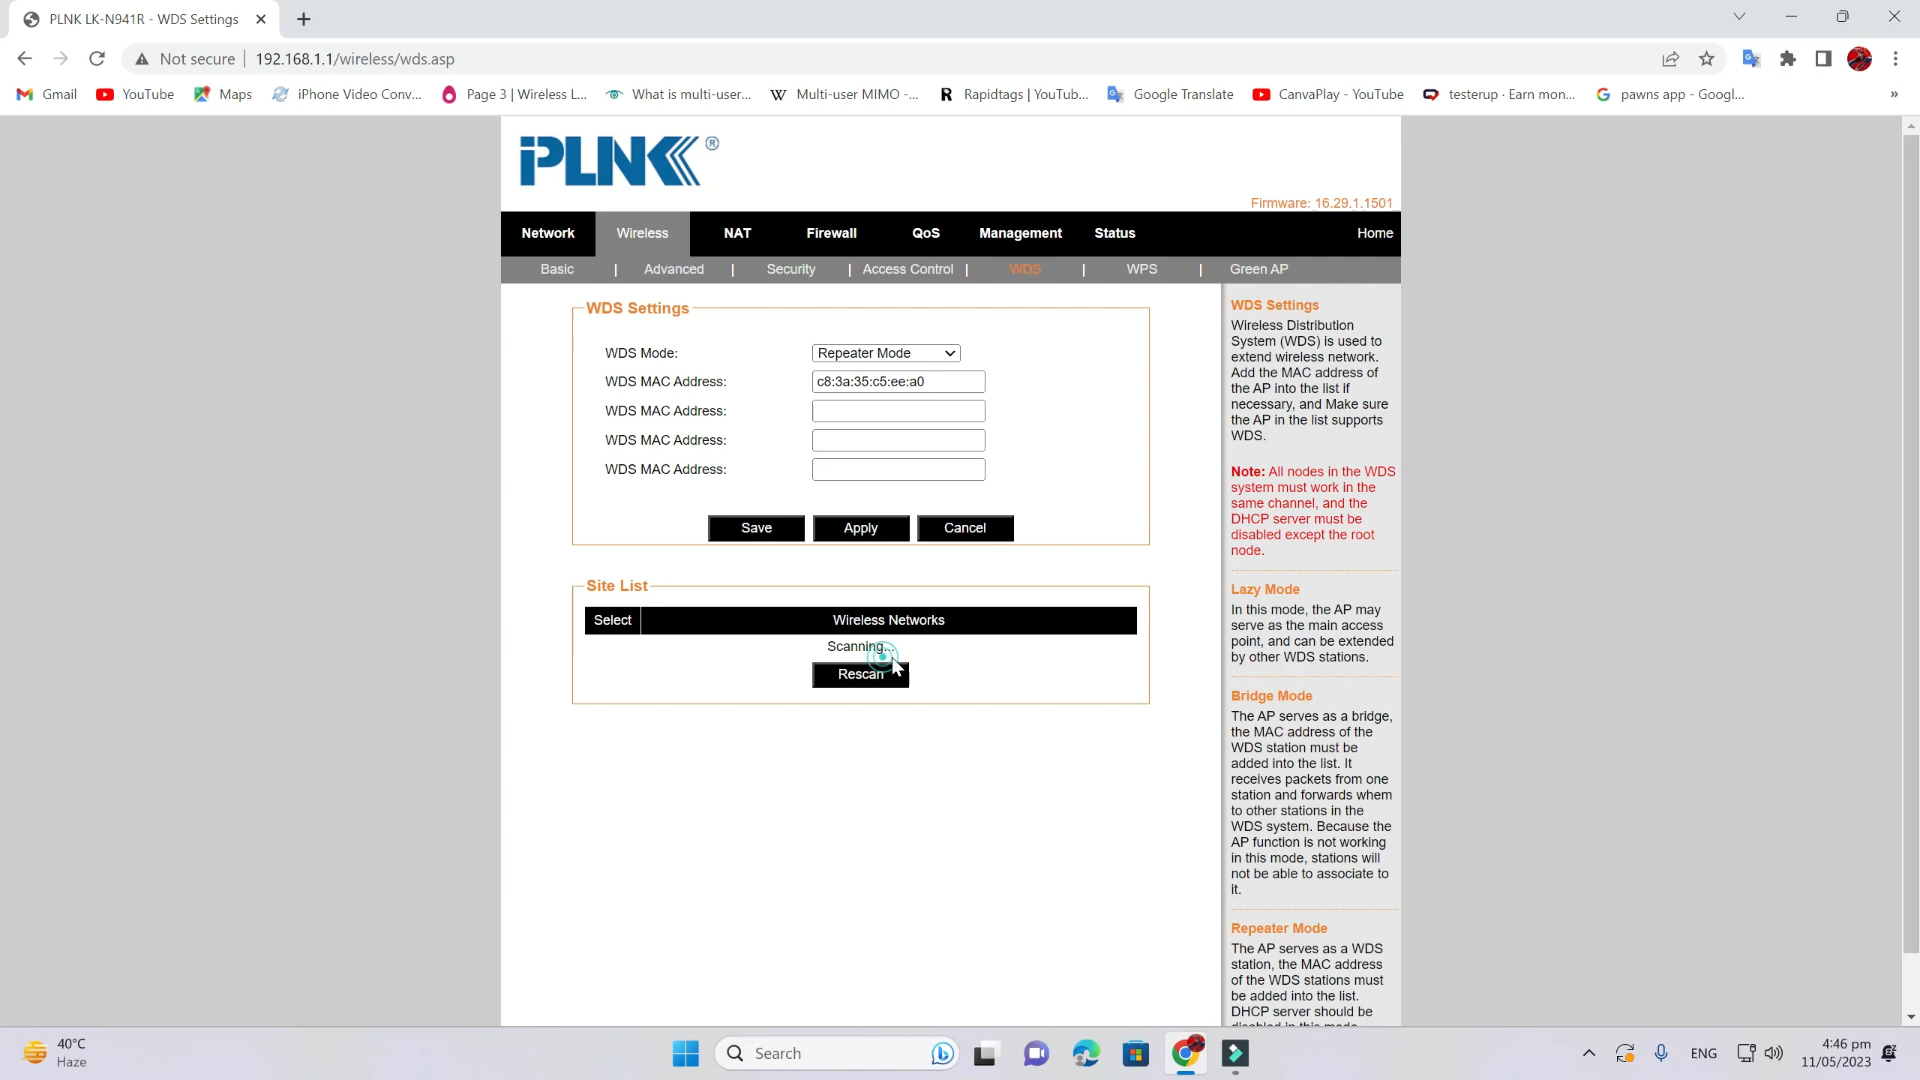 PLNK LK-N941R - WDS Settings
Not secure
192.168.1.1/wireless/wds.asp
Gmail
YouTube
Maps
iPhone Video Conv...
Page 3 | Wireless L...
What is multi-user...
Multi-user MIMO -...
Rapidtags | YouTub...
Google Translate
CanvaPlay - YouTube
testerup · Earn mon...
pawns app - Googl...
»
iPLNK ®
Firmware: 16.29.1.1501
Network
Wireless
NAT
Firewall
QoS
Management
Status
Home
Basic | Advanced | Security | Access Control | WDS | WPS | Green AP
WDS Settings
WDS Mode:
Repeater Mode
WDS MAC Address:
c8:3a:35:c5:ee:a0
WDS MAC Address:
WDS MAC Address:
WDS MAC Address:
Save
Apply
Cancel
Site List
Select
Wireless Networks
Scanning...
Rescan
WDS Settings
Wireless Distribution
System (WDS) is used to
extend wireless network.
Add the MAC address of
the AP into the list if
necessary, and Make sure
the AP in the list supports
WDS.
Note: All nodes in the WDS
system must work in the
same channel, and the
DHCP server must be
disabled except the root
node.
Lazy Mode
In this mode, the AP may
serve as the main access
point, and can be extended
by other WDS stations.
Bridge Mode
The AP serves as a bridge,
the MAC address of the
WDS station must be
added into the list. It
receives packets from one
station and forwards whem
to other stations in the
WDS system. Because the
AP function is not working
in this mode, stations will
not be able to associate to
it.
Repeater Mode
The AP serves as a WDS
station, the MAC address
of the WDS stations must
be added into the list.
DHCP server should be
disabled in this mode.
40°C
Haze
Search
ENG
4:46 pm
11/05/2023